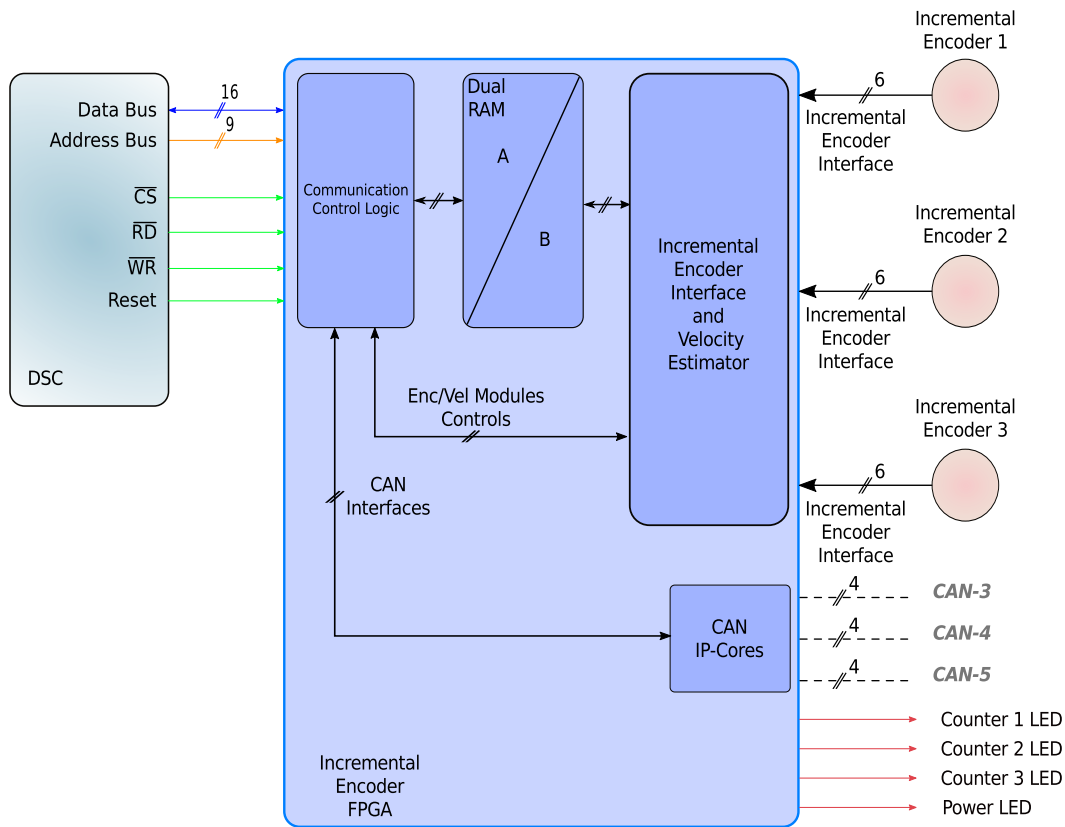 Data Bus
16
Address Bus
9
C̅S̅
R̅D̅
W̅R̅
Reset
DSC
Communication
Control Logic
Dual
RAM
A
B
Incremental
Encoder
Interface
and
Velocity
Estimator
Enc/Vel Modules
Controls
CAN
Interfaces
CAN
IP-Cores
Incremental
Encoder
FPGA
Incremental
Encoder 1
6
Incremental
Encoder
Interface
Incremental
Encoder 2
6
Incremental
Encoder
Interface
Incremental
Encoder 3
6
Incremental
Encoder
Interface
4
CAN-3
4
CAN-4
4
CAN-5
Counter 1 LED
Counter 2 LED
Counter 3 LED
Power LED